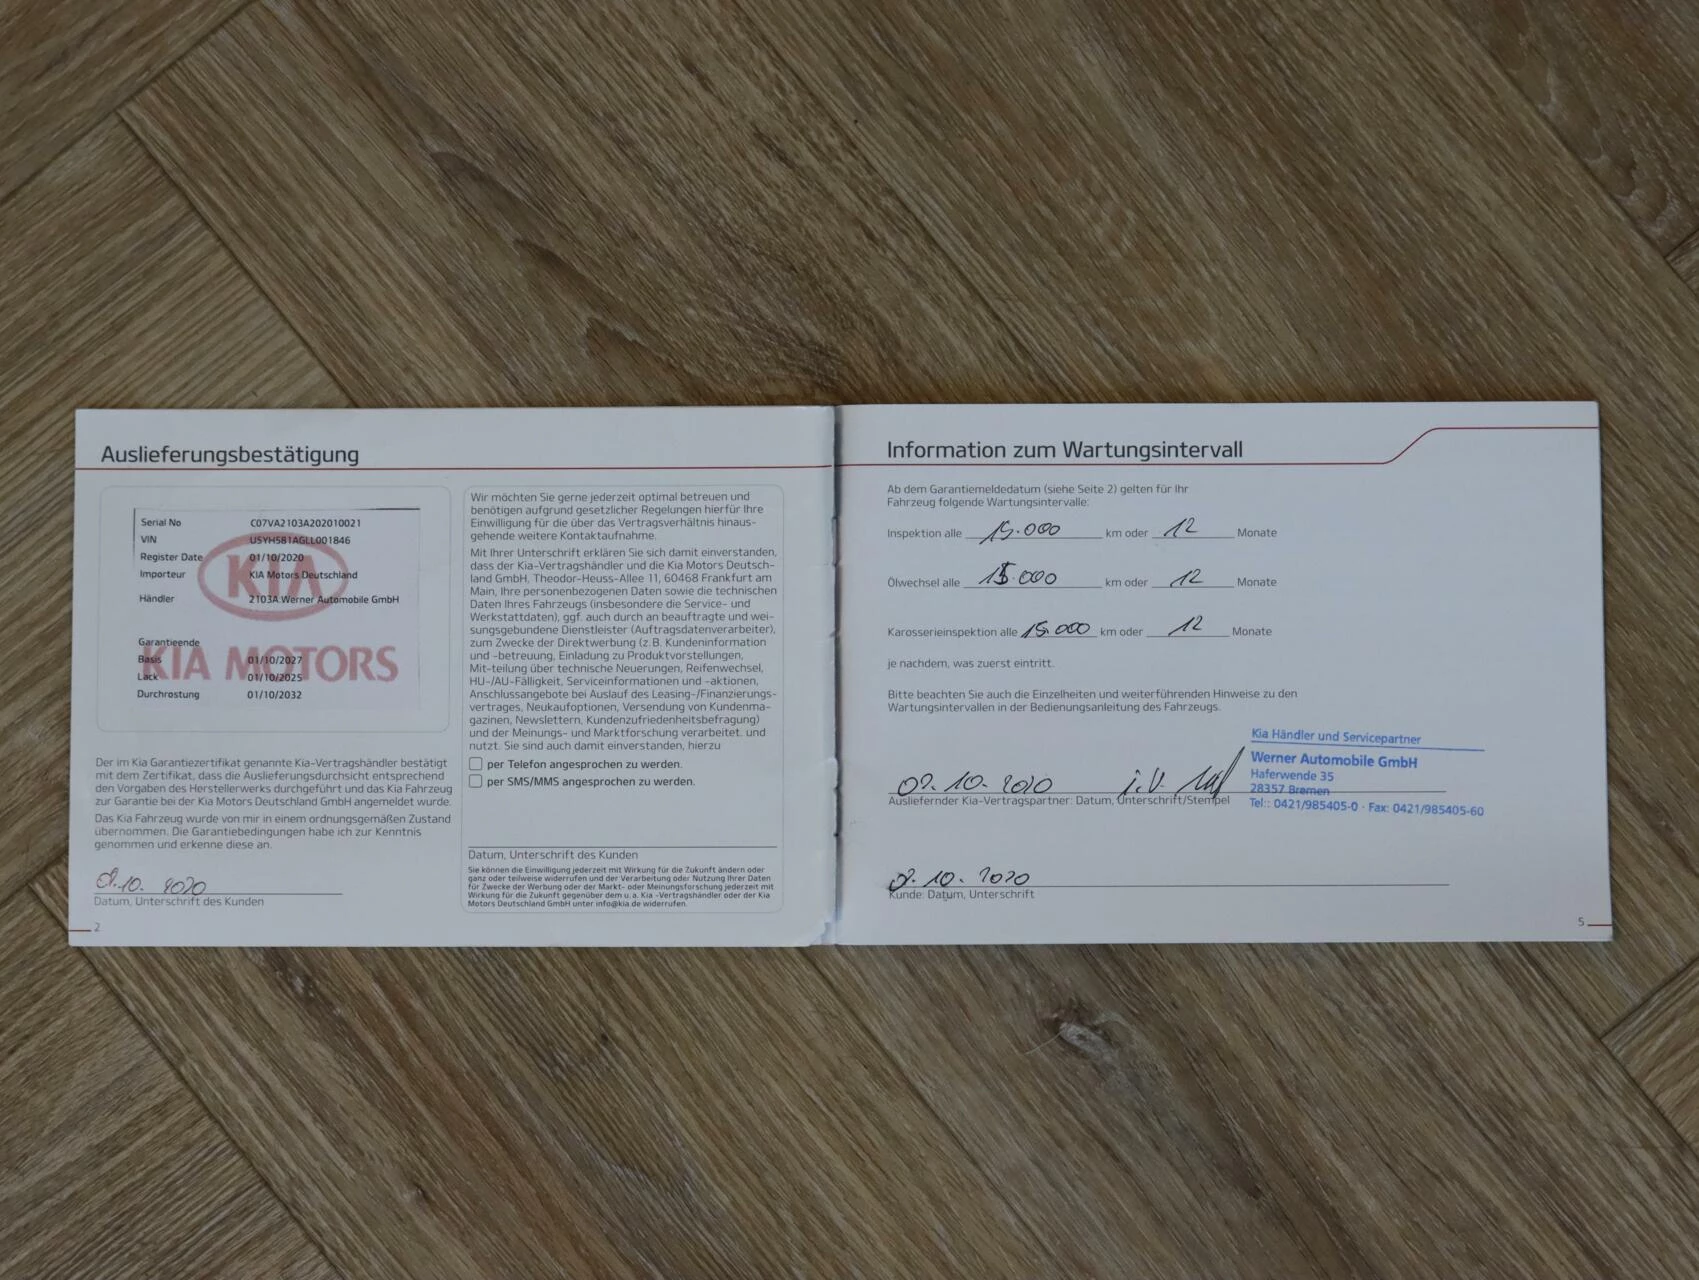 Auslieferungsbestätigung
Serial No C07VA2103A202010021
VIN U5YH581AGLL001846
Register Date 01/10/2020
Importeur KIA Motors Deutschland
Händler 2103A Werner Automobile GmbH
Garantieende
Basis 01/10/2027
Lack 01/10/2025
Durchrostung 01/10/2032
KIA
KIA MOTORS
Der im Kia Garantiezertifikat genannte Kia-Vertragshändler bestätigt
mit dem Zertifikat, dass die Auslieferungsdurchsicht entsprechend
den Vorgaben des Herstellerwerks durchgeführt und das Kia Fahrzeug
zur Garantie bei der Kia Motors Deutschland GmbH angemeldet wurde.
Das Kia Fahrzeug wurde von mir in einem ordnungsgemäßen Zustand
übernommen. Die Garantiebedingungen habe ich zur Kenntnis
genommen und erkenne diese an.
2.10. 2020
Datum, Unterschrift des Kunden
2
Wir möchten Sie gerne jederzeit optimal betreuen und
benötigen aufgrund gesetzlicher Regelungen hierfür Ihre
Einwilligung für die über das Vertragsverhältnis hinaus-
gehende weitere Kontaktaufnahme.
Mit Ihrer Unterschrift erklären Sie sich damit einverstanden,
dass der Kia-Vertragshändler und die Kia Motors Deutsch-
land GmbH, Theodor-Heuss-Allee 11, 60468 Frankfurt am
Main, Ihre personenbezogenen Daten sowie die technischen
Daten Ihres Fahrzeugs (insbesondere die Service- und
Werkstattdaten), ggf. auch durch an beauftragte und wei-
sungsgebundene Dienstleister (Auftragsdatenverarbeiter),
zum Zwecke der Direktwerbung (z.B. Kundeninformation
und -betreuung, Einladung zu Produktvorstellungen,
Mit-teilung über technische Neuerungen, Reifenwechsel,
HU-/AU-Fälligkeit, Serviceinformationen und -aktionen,
Anschlussangebote bei Auslauf des Leasing-/Finanzierungs-
vertrages, Neukaufoptionen, Versendung von Kundenma-
gazinen, Newslettern, Kundenzufriedenheitsbefragung)
und der Meinungs- und Marktforschung verarbeitet. und
nutzt. Sie sind auch damit einverstanden, hierzu
per Telefon angesprochen zu werden.
per SMS/MMS angesprochen zu werden.
Datum, Unterschrift des Kunden
Sie können die Einwilligung jederzeit mit Wirkung für die Zukunft ändern oder
ganz oder teilweise widerrufen und der Verarbeitung oder Nutzung Ihrer Daten
für Zwecke der Werbung oder der Markt- oder Meinungsforschung jederzeit mit
Wirkung für die Zukunft gegenüber dem u. a. Kia -Vertragshändler oder der Kia
Motors Deutschland GmbH unter info@kia.de widerrufen.
Information zum Wartungsintervall
Ab dem Garantiemeldedatum (siehe Seite 2) gelten für Ihr
Fahrzeug folgende Wartungsintervalle:
Inspektion alle 15.000 km oder 12 Monate
Ölwechsel alle 15.000 km oder 12 Monate
Karosserieinspektion alle 15.000 km oder 12 Monate
je nachdem, was zuerst eintritt.
Bitte beachten Sie auch die Einzelheiten und weiterführenden Hinweise zu den
Wartungsintervallen in der Bedienungsanleitung des Fahrzeugs.
Kia Händler und Servicepartner
Werner Automobile GmbH
Haferwende 35
28357 Bremen
Tel.: 0421/985405-0 · Fax: 0421/985405-60
02.10.2020 i.V.
Ausliefernder Kia-Vertragspartner: Datum, Unterschrift/Stempel
2.10.2020
Kunde: Datum, Unterschrift
5